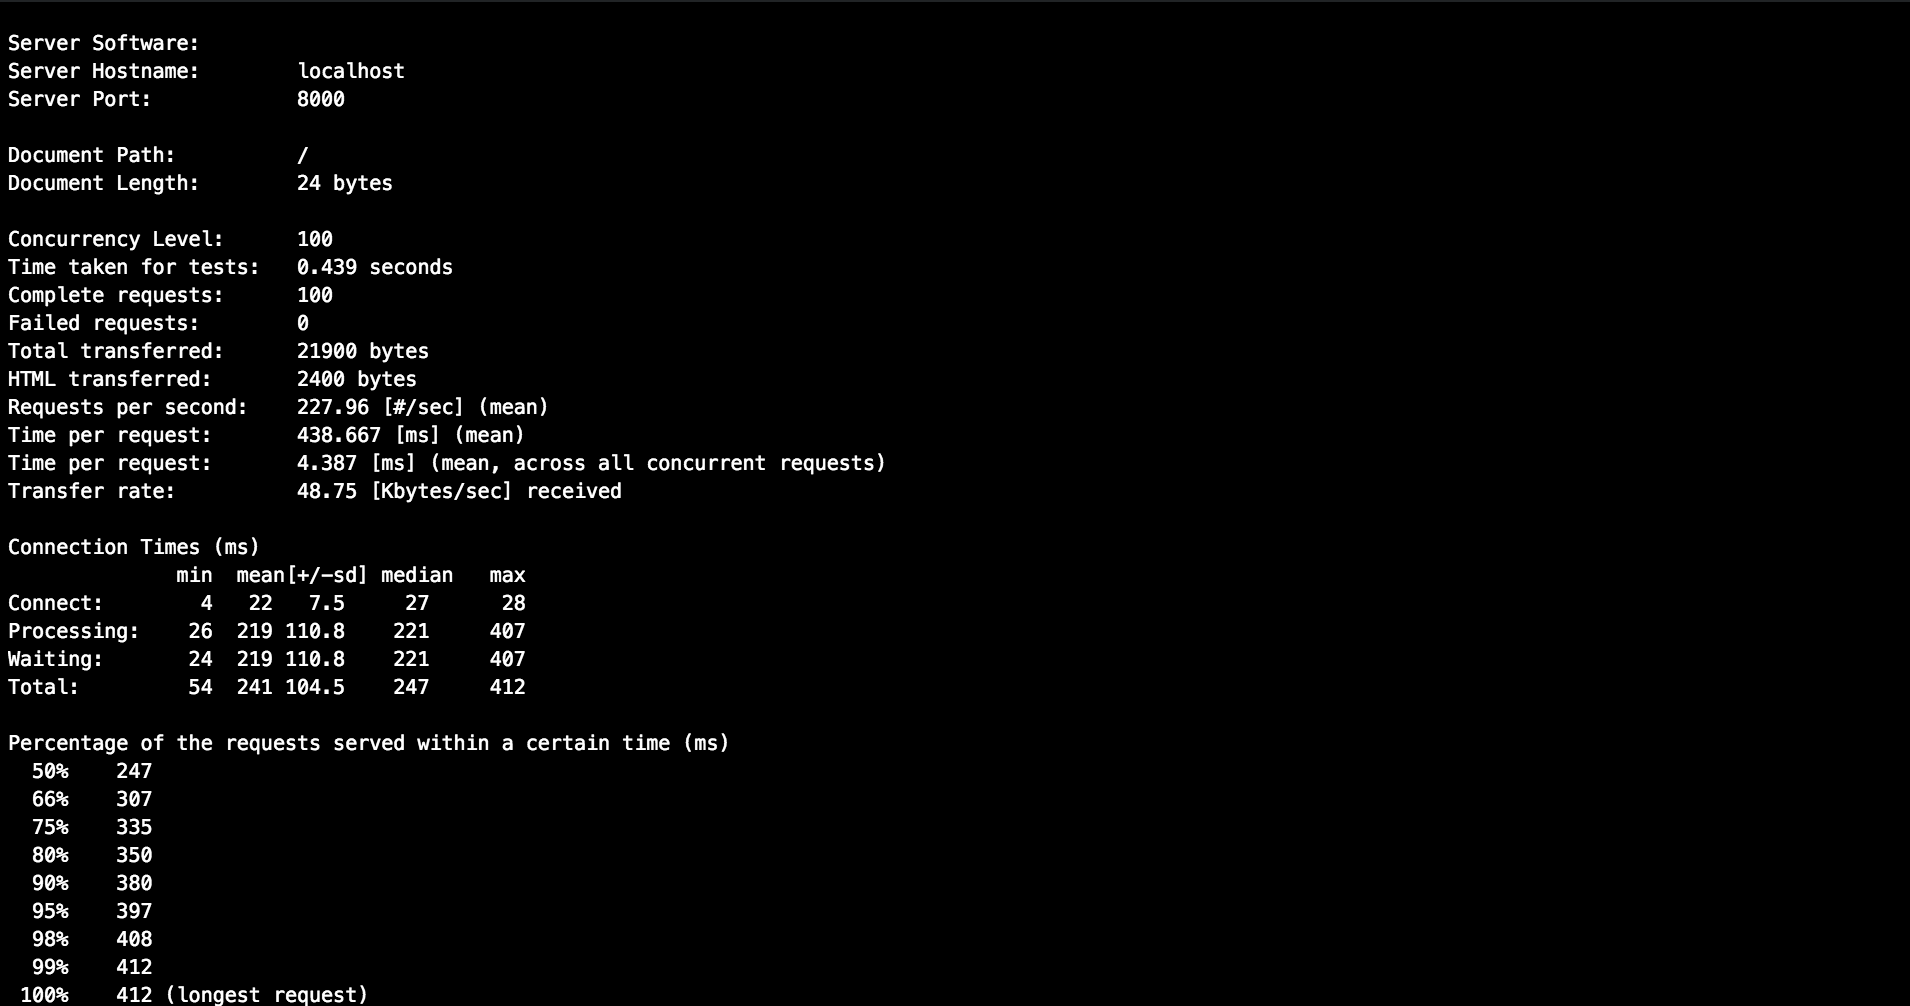 Server Software:
Server Hostname:        localhost
Server Port:            8000
Document Path:          /
Document Length:        24 bytes
Concurrency Level:      100
Time taken for tests:   0.439 seconds
Complete requests:      100
Failed requests:        0
Total transferred:      21900 bytes
HTML transferred:       2400 bytes
Requests per second:    227.96 [#/sec] (mean)
Time per request:       438.667 [ms] (mean)
Time per request:       4.387 [ms] (mean, across all concurrent requests)
Transfer rate:          48.75 [Kbytes/sec] received
Connection Times (ms)
              min  mean[+/-sd] median   max
Connect:        4   22   7.5     27      28
Processing:    26  219 110.8    221     407
Waiting:       24  219 110.8    221     407
Total:         54  241 104.5    247     412
Percentage of the requests served within a certain time (ms)
  50%    247
  66%    307
  75%    335
  80%    350
  90%    380
  95%    397
  98%    408
  99%    412
 100%    412 (longest request)